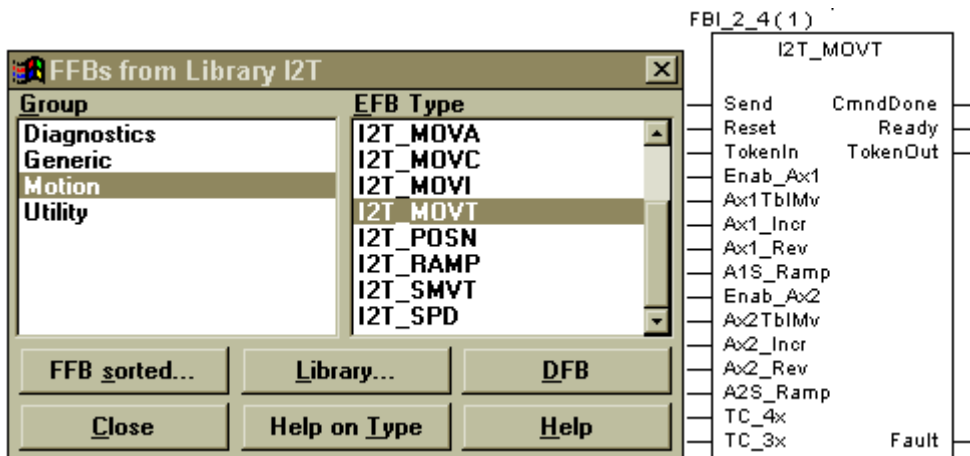 FFBs from Library I2T
Group
Diagnostics
Generic
Motion
Utility
EFB Type
I2T_MOVA
I2T_MOVC
I2T_MOVI
I2T_MOVT
I2T_POSN
I2T_RAMP
I2T_SMVT
I2T_SPD
FFB sorted...
Library...
DFB
Close
Help on Type
Help
FBI_2_4(1)
I2T_MOVT
Send CmndDone
Reset Ready
TokenIn TokenOut
Enab_Ax1
Ax1TblMv
Ax1_Incr
Ax1_Rev
A1S_Ramp
Enab_Ax2
Ax2TblMv
Ax2_Incr
Ax2_Rev
A2S_Ramp
TC_4x
TC_3x Fault